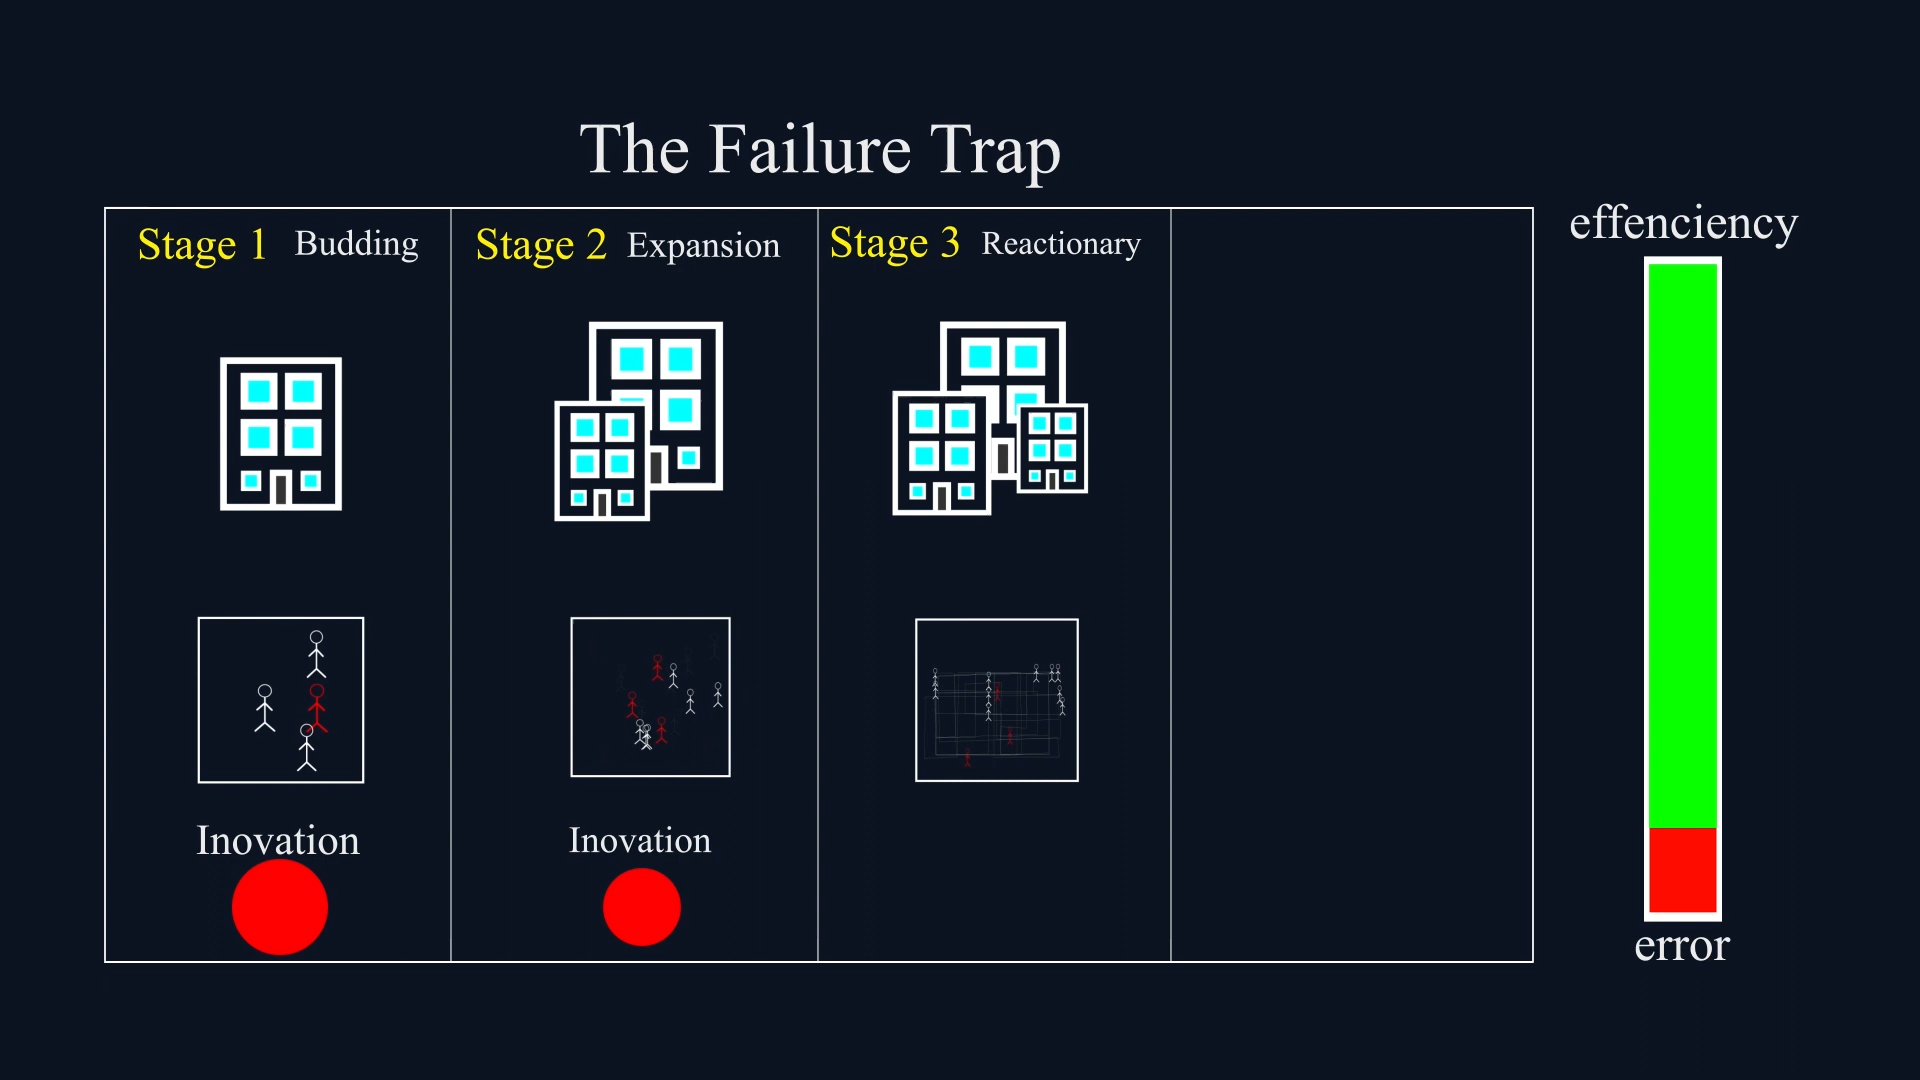 The Failure Trap
Stage 1 Budding
Stage 2 Expansion
Stage 3 Reactionary
effenciency
Inovation
Inovation
error